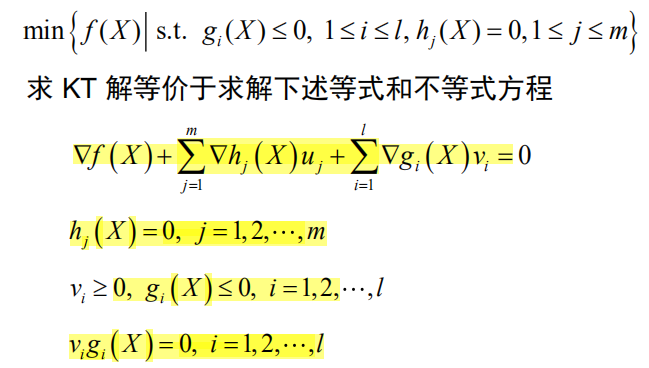 min{f(X)| s.t. g_i(X) ≤ 0, 1 ≤ i ≤ l, h_j(X) = 0, 1 ≤ j ≤ m}
求 KT 解等价于求解下述等式和不等式方程
∇f(X) + ∑_{j=1}^{m} ∇h_j(X)u_j + ∑_{i=1}^{l} ∇g_i(X)v_i = 0
h_j(X) = 0, j = 1,2,⋯,m
v_i ≥ 0, g_i(X) ≤ 0, i = 1,2,⋯,l
v_i g_i(X) = 0, i = 1,2,⋯,l